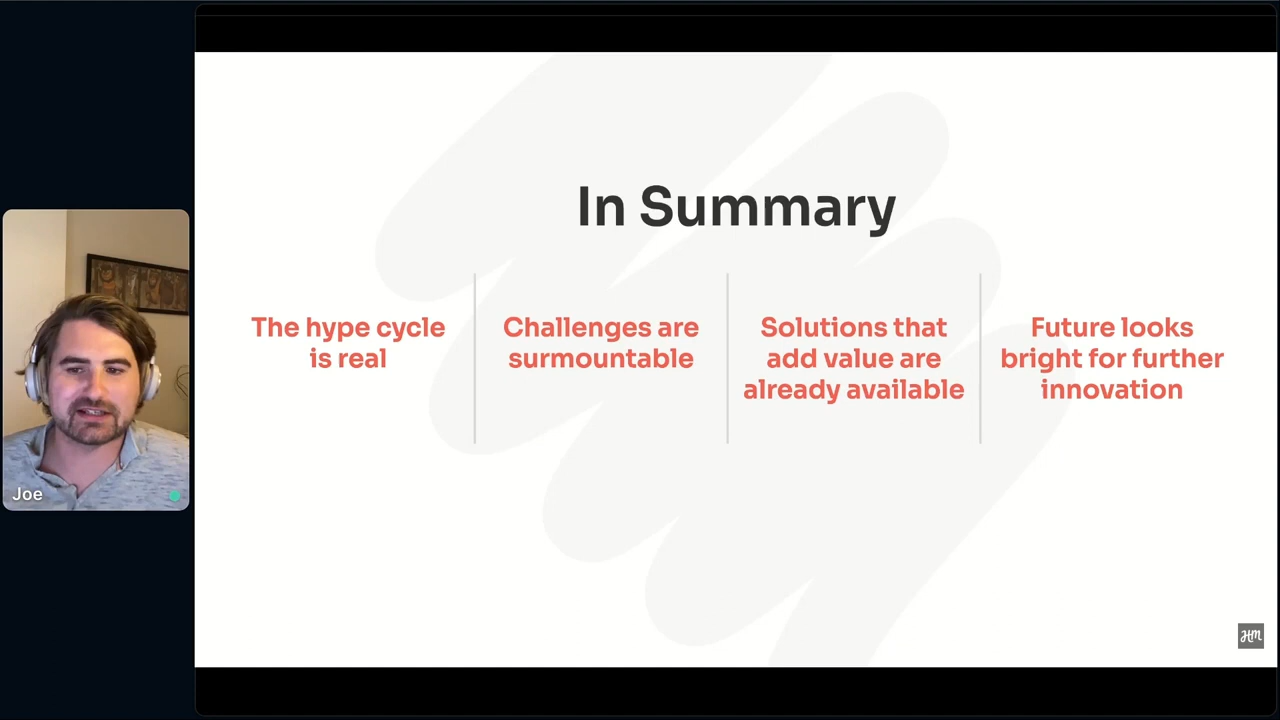 In Summary
The hype cycle
is real
Challenges are
surmountable
Solutions that
add value are
already available
Future looks
bright for further
innovation
Joe
HM